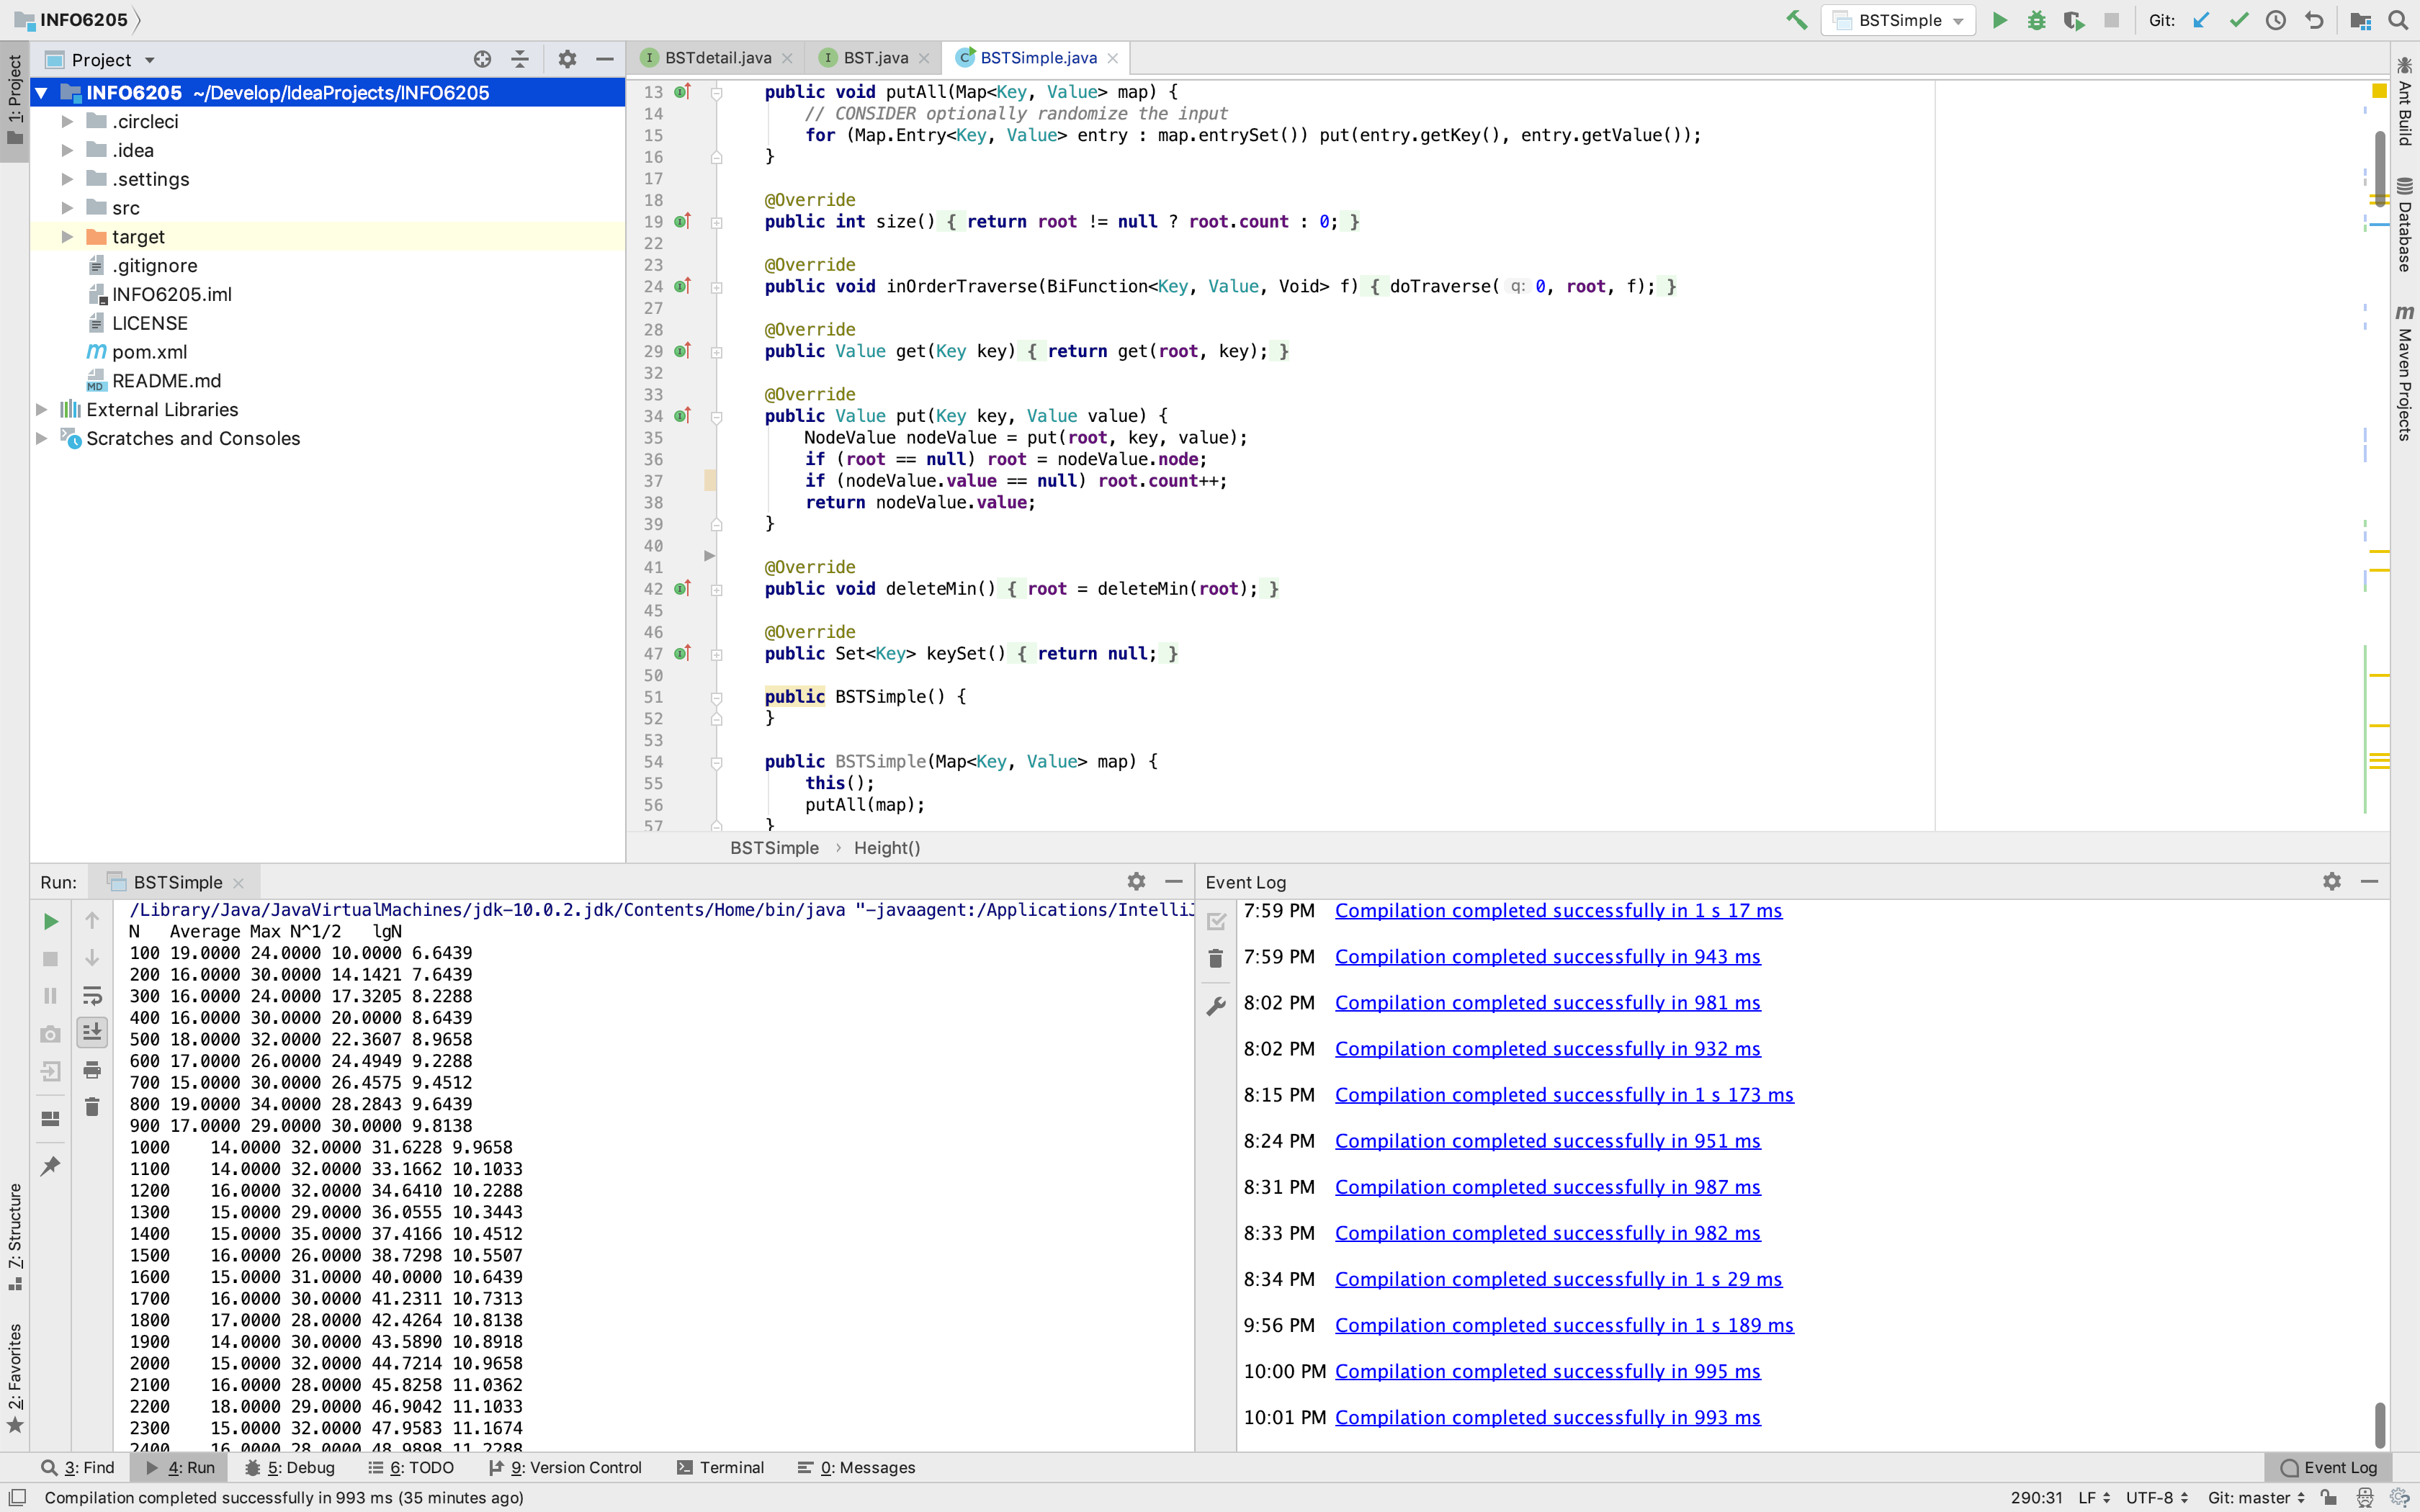 INFO6205
BSTSimple
Git:
1: Project
Project
INFO6205 ~/Develop/IdeaProjects/INFO6205
.circleci
.idea
.settings
src
target
.gitignore
INFO6205.iml
LICENSE
pom.xml
README.md
External Libraries
Scratches and Consoles
BSTdetail.java
BST.java
BSTSimple.java
13 public void putAll(Map<Key, Value> map) {
14 // CONSIDER optionally randomize the input
15 for (Map.Entry<Key, Value> entry : map.entrySet()) put(entry.getKey(), entry.getValue());
16 }
17
18 @Override
19 public int size() { return root != null ? root.count : 0; }
22
23 @Override
24 public void inOrderTraverse(BiFunction<Key, Value, Void> f) { doTraverse( q: 0, root, f); }
27
28 @Override
29 public Value get(Key key) { return get(root, key); }
32
33 @Override
34 public Value put(Key key, Value value) {
35 NodeValue nodeValue = put(root, key, value);
36 if (root == null) root = nodeValue.node;
37 if (nodeValue.value == null) root.count++;
38 return nodeValue.value;
39 }
40
41 @Override
42 public void deleteMin() { root = deleteMin(root); }
45
46 @Override
47 public Set<Key> keySet() { return null; }
50
51 public BSTSimple() {
52 }
53
54 public BSTSimple(Map<Key, Value> map) {
55 this();
56 putAll(map);
57 }
BSTSimple › Height()
Ant Build
Database
Maven Projects
Run: BSTSimple
/Library/Java/JavaVirtualMachines/jdk-10.0.2.jdk/Contents/Home/bin/java "-javaagent:/Applications/IntelliJ
N Average Max N^1/2 lgN
100 19.0000 24.0000 10.0000 6.6439
200 16.0000 30.0000 14.1421 7.6439
300 16.0000 24.0000 17.3205 8.2288
400 16.0000 30.0000 20.0000 8.6439
500 18.0000 32.0000 22.3607 8.9658
600 17.0000 26.0000 24.4949 9.2288
700 15.0000 30.0000 26.4575 9.4512
800 19.0000 34.0000 28.2843 9.6439
900 17.0000 29.0000 30.0000 9.8138
1000 14.0000 32.0000 31.6228 9.9658
1100 14.0000 32.0000 33.1662 10.1033
1200 16.0000 32.0000 34.6410 10.2288
1300 15.0000 29.0000 36.0555 10.3443
1400 15.0000 35.0000 37.4166 10.4512
1500 16.0000 26.0000 38.7298 10.5507
1600 15.0000 31.0000 40.0000 10.6439
1700 16.0000 30.0000 41.2311 10.7313
1800 17.0000 28.0000 42.4264 10.8138
1900 14.0000 30.0000 43.5890 10.8918
2000 15.0000 32.0000 44.7214 10.9658
2100 16.0000 28.0000 45.8258 11.0362
2200 18.0000 29.0000 46.9042 11.1033
2300 15.0000 32.0000 47.9583 11.1674
2400 16.0000 28.0000 48.9898 11.2288
Event Log
7:59 PM Compilation completed successfully in 1 s 17 ms
7:59 PM Compilation completed successfully in 943 ms
8:02 PM Compilation completed successfully in 981 ms
8:02 PM Compilation completed successfully in 932 ms
8:15 PM Compilation completed successfully in 1 s 173 ms
8:24 PM Compilation completed successfully in 951 ms
8:31 PM Compilation completed successfully in 987 ms
8:33 PM Compilation completed successfully in 982 ms
8:34 PM Compilation completed successfully in 1 s 29 ms
9:56 PM Compilation completed successfully in 1 s 189 ms
10:00 PM Compilation completed successfully in 995 ms
10:01 PM Compilation completed successfully in 993 ms
7: Structure
2: Favorites
3: Find
4: Run
5: Debug
6: TODO
9: Version Control
Terminal
0: Messages
Event Log
Compilation completed successfully in 993 ms (35 minutes ago)
290:31 LF UTF-8 Git: master